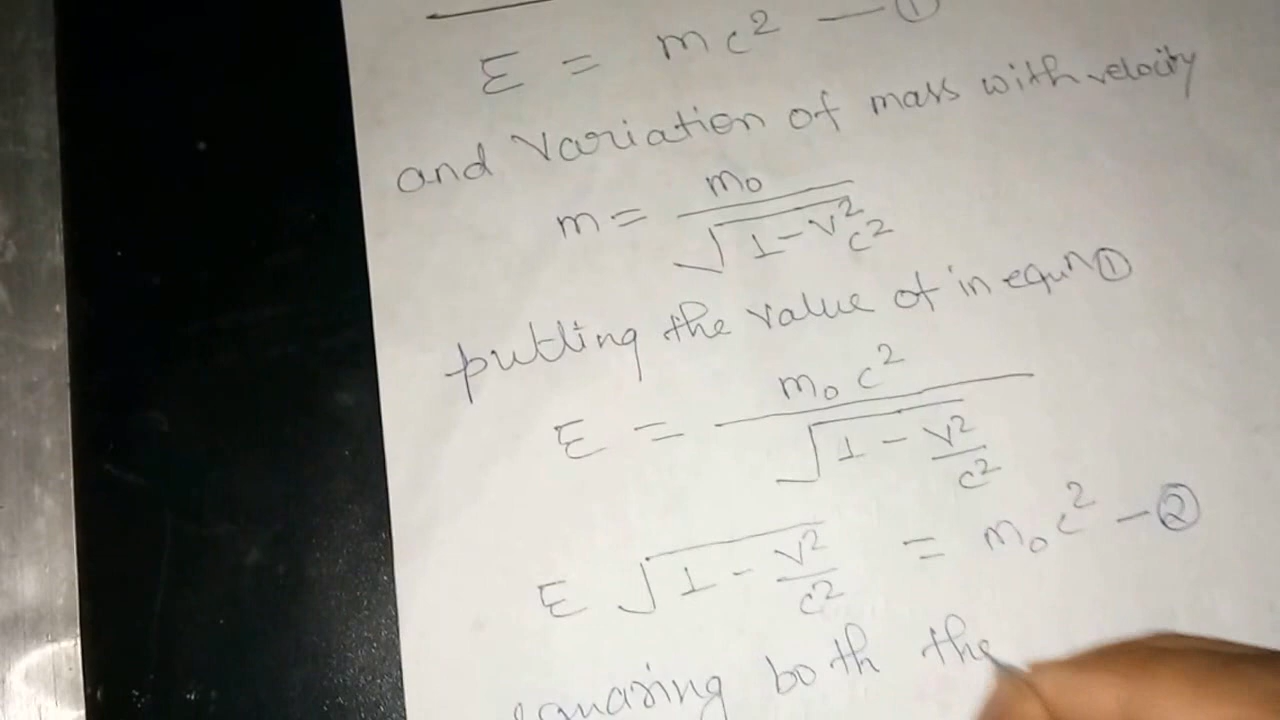 E = mc² — ①
and variation of mass with velocity
m = m₀ / √(1 - v²/c²)
putting the value of in equn ①
E = m₀c² / √(1 - v²/c²)
E √(1 - v²/c²) = m₀c² - ②
squaring both the